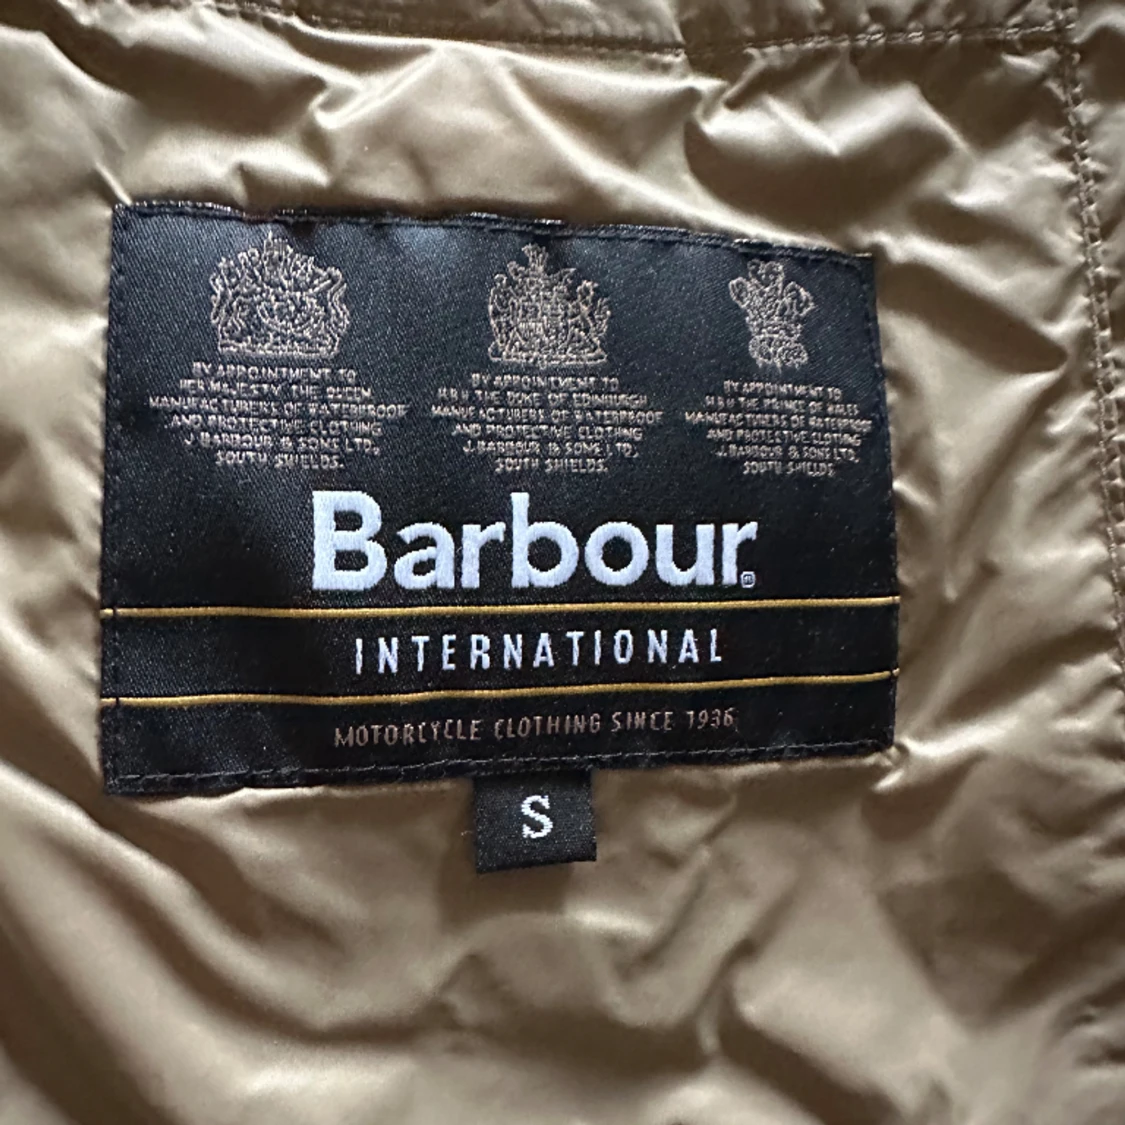 BY APPOINTMENT TO
HER MAJESTY THE QUEEN
MANUFACTURERS OF WATERPROOF
AND PROTECTIVE CLOTHING
J. BARBOUR & SONS LTD.
SOUTH SHIELDS.
BY APPOINTMENT TO
H.R.H. THE DUKE OF EDINBURGH
MANUFACTURERS OF WATERPROOF
AND PROTECTIVE CLOTHING
J. BARBOUR & SONS LTD.
SOUTH SHIELDS.
BY APPOINTMENT TO
H.R.H. THE PRINCE OF WALES
MANUFACTURERS OF WATERPROOF
AND PROTECTIVE CLOTHING
J. BARBOUR & SONS LTD.
SOUTH SHIELDS.
Barbour®
INTERNATIONAL
MOTORCYCLE CLOTHING SINCE 1936
S